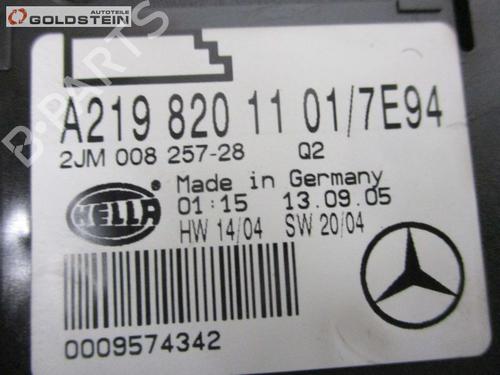 Autoteile
GOLDSTEIN
B-PARTS
A219 820 11 01/7E94
2JM 008 257-28 Q2
HELLA
Made in Germany
01:15 13.09.05
HW 14/04 SW 20/04
0009574342